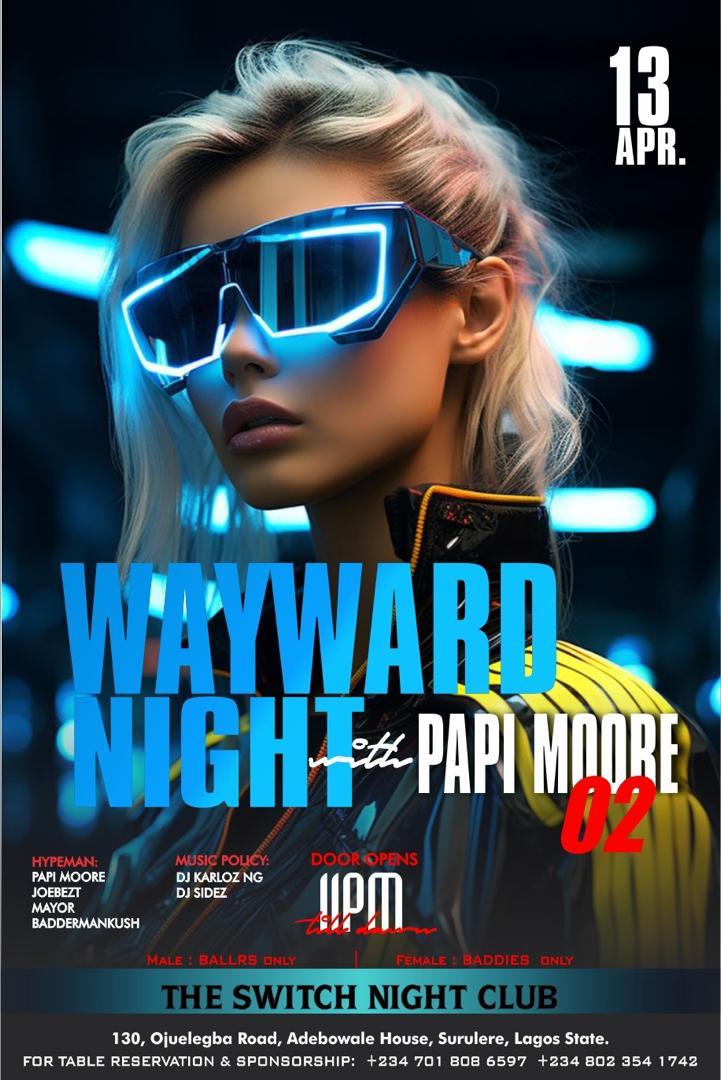 13
APR.
WAYWARD
NIGHT with PAPI MOORE
02
HYPEMAN:
PAPI MOORE
JOEBEZT
MAYOR
BADDERMANKUSH
MUSIC POLICY:
DJ KARLOZ NG
DJ SIDEZ
DOOR OPENS
11PM
till dawn
Male : BALLRS only | Female : BADDIES only
THE SWITCH NIGHT CLUB
130, Ojuelegba Road, Adebowale House, Surulere, Lagos State.
FOR TABLE RESERVATION & SPONSORSHIP: +234 701 808 6597 +234 802 354 1742